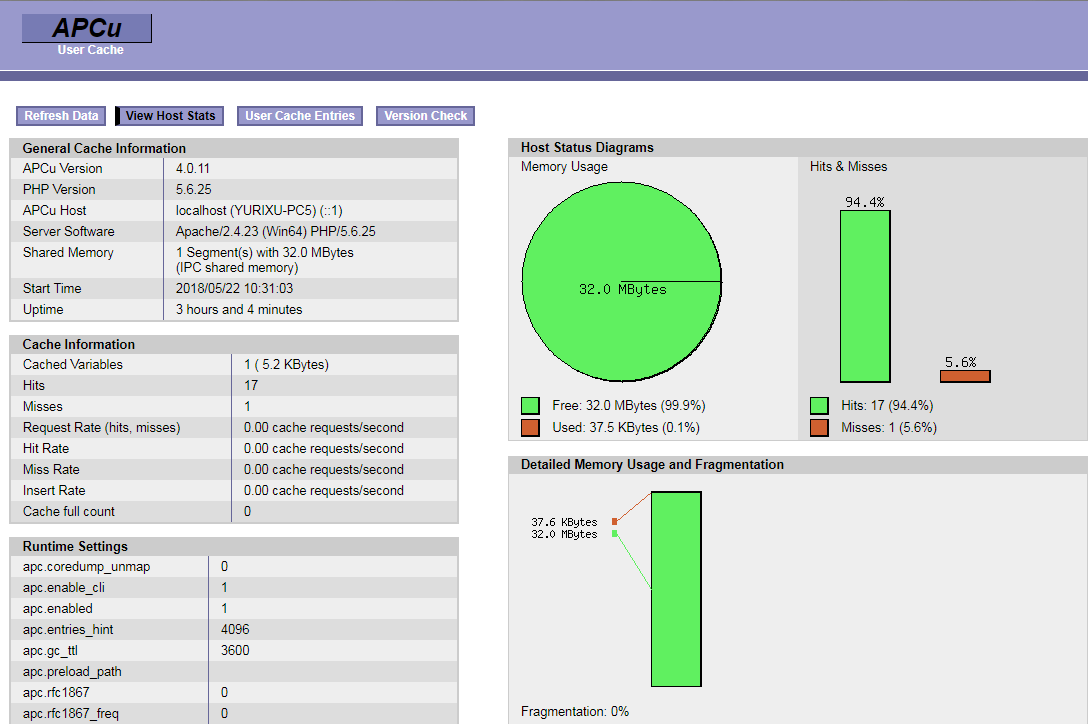 APCu
User Cache
Refresh Data View Host Stats User Cache Entries Version Check
General Cache Information
APCu Version 4.0.11
PHP Version 5.6.25
APCu Host localhost (YURIXU-PC5) (::1)
Server Software Apache/2.4.23 (Win64) PHP/5.6.25
Shared Memory 1 Segment(s) with 32.0 MBytes
(IPC shared memory)
Start Time 2018/05/22 10:31:03
Uptime 3 hours and 4 minutes
Cache Information
Cached Variables 1 ( 5.2 KBytes)
Hits 17
Misses 1
Request Rate (hits, misses) 0.00 cache requests/second
Hit Rate 0.00 cache requests/second
Miss Rate 0.00 cache requests/second
Insert Rate 0.00 cache requests/second
Cache full count 0
Runtime Settings
apc.coredump_unmap 0
apc.enable_cli 1
apc.enabled 1
apc.entries_hint 4096
apc.gc_ttl 3600
apc.preload_path
apc.rfc1867 0
apc.rfc1867_freq 0
Host Status Diagrams
Memory Usage Hits & Misses
94.4%
32.0 MBytes
5.6%
Free: 32.0 MBytes (99.9%) Hits: 17 (94.4%)
Used: 37.5 KBytes (0.1%) Misses: 1 (5.6%)
Detailed Memory Usage and Fragmentation
37.6 KBytes
32.0 MBytes
Fragmentation: 0%